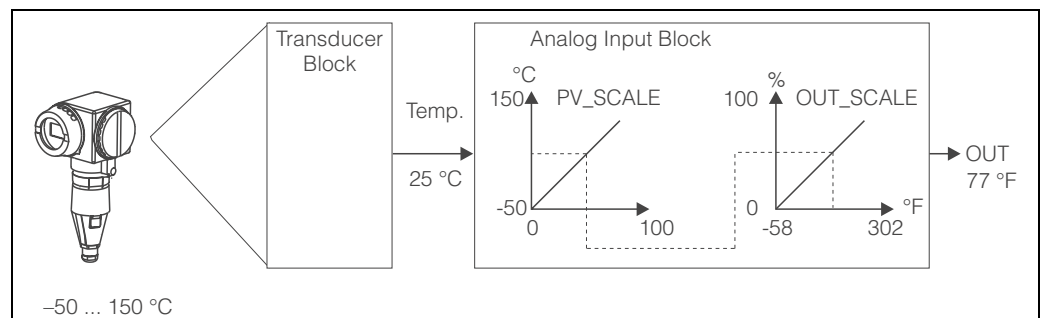 Transducer
Block
Analog Input Block
Temp.
25 °C
°C
150
PV_SCALE
-50
0
100
%
100
OUT_SCALE
0
-58
302
°F
OUT
77 °F
–50 ... 150 °C